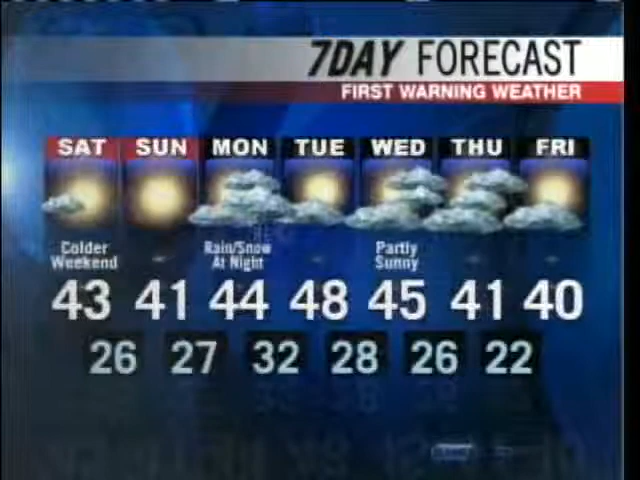 7DAY FORECAST
FIRST WARNING WEATHER
SAT SUN MON TUE WED THU FRI
Colder Rain/Snow Partly
Weekend At Night Sunny
43 41 44 48 45 41 40
26 27 32 28 26 22